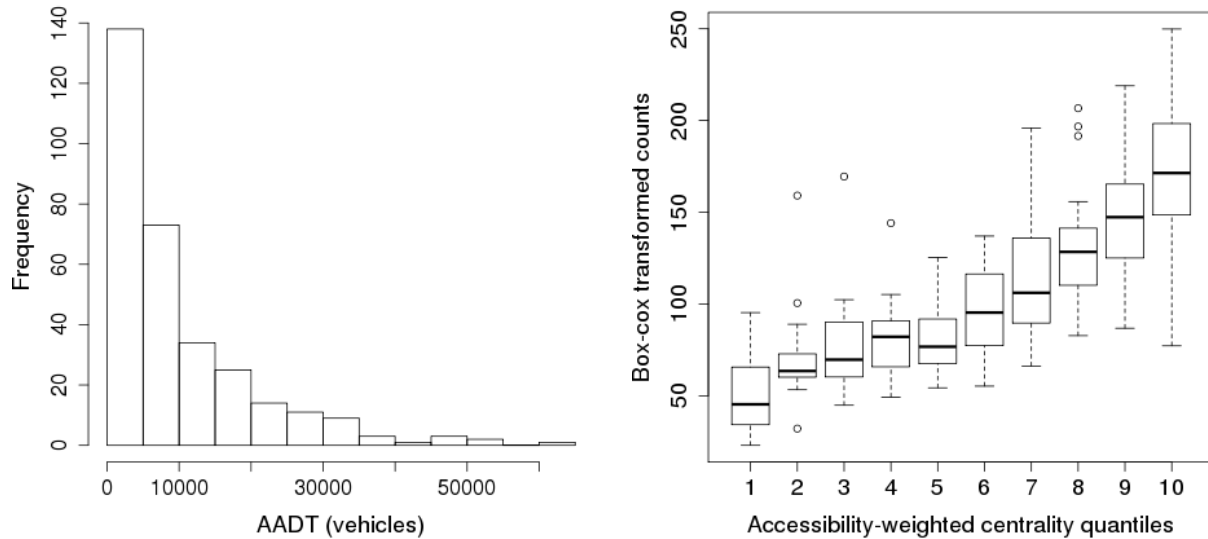 Frequency
140
120
100
80
60
40
20
0
0 10000 30000 50000
AADT (vehicles)
Box-cox transformed counts
250
200
150
100
50
1 2 3 4 5 6 7 8 9 10
Accessibility-weighted centrality quantiles